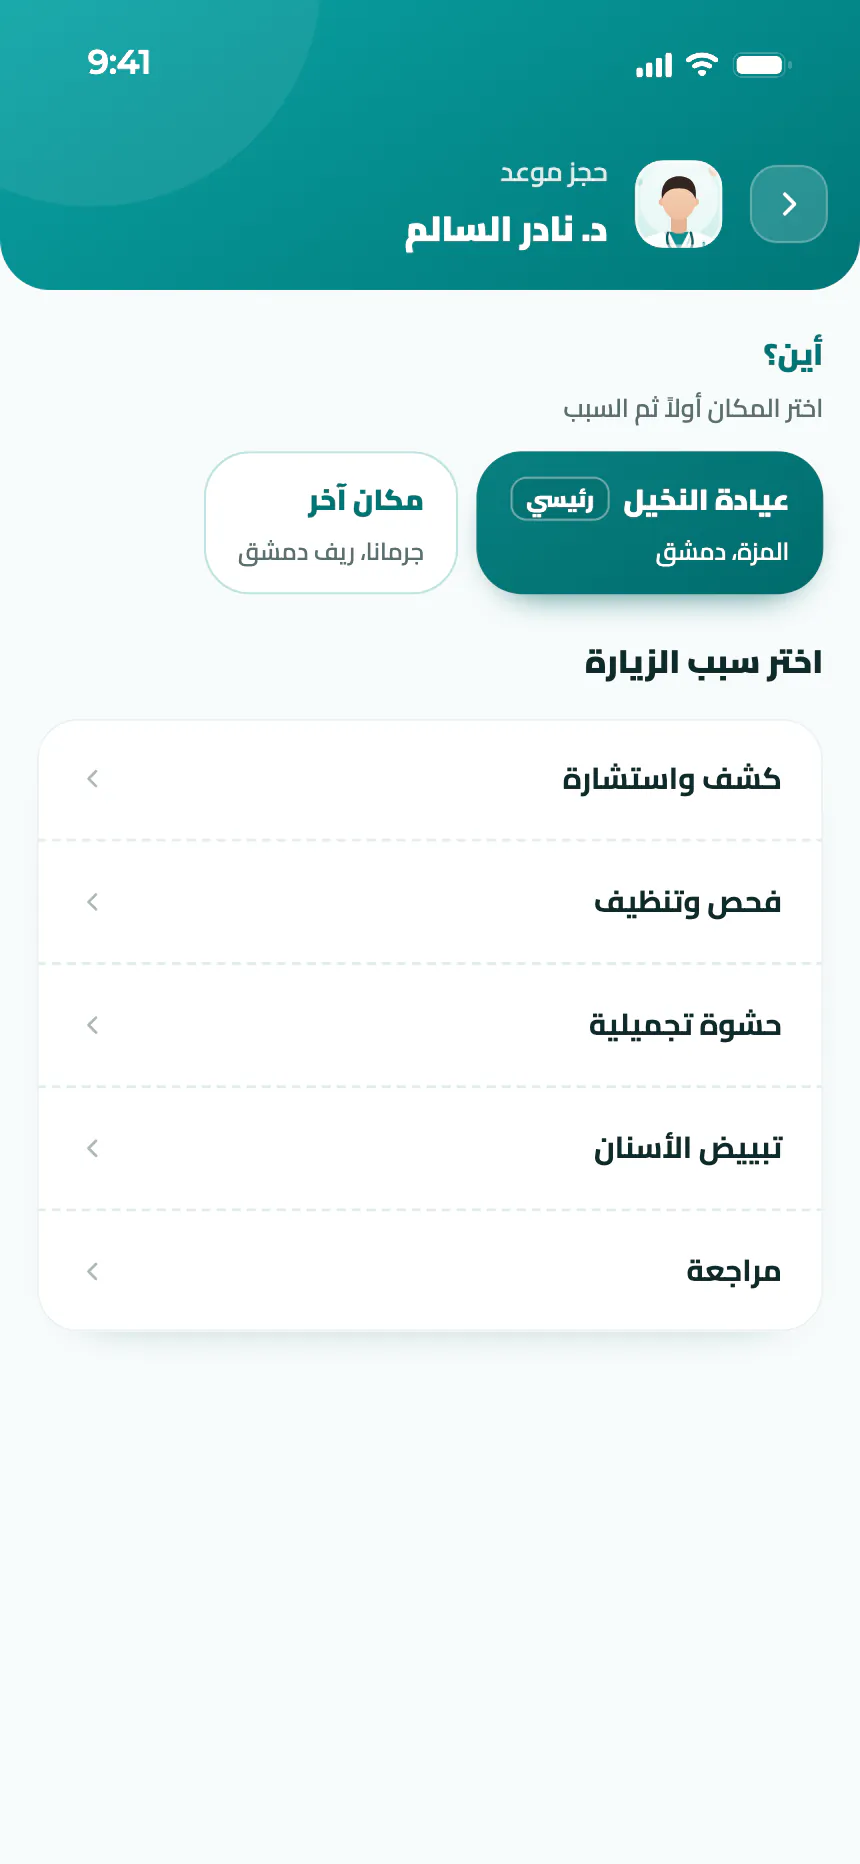 9:41
حجز موعد
د. نادر السالم
أين؟
اختر المكان أولاً ثم السبب
عيادة النخيل رئيسي
المزة، دمشق
مكان آخر
جرمانا، ريف دمشق
اختر سبب الزيارة
كشف واستشارة
فحص وتنظيف
حشوة تجميلية
تبييض الأسنان
مراجعة